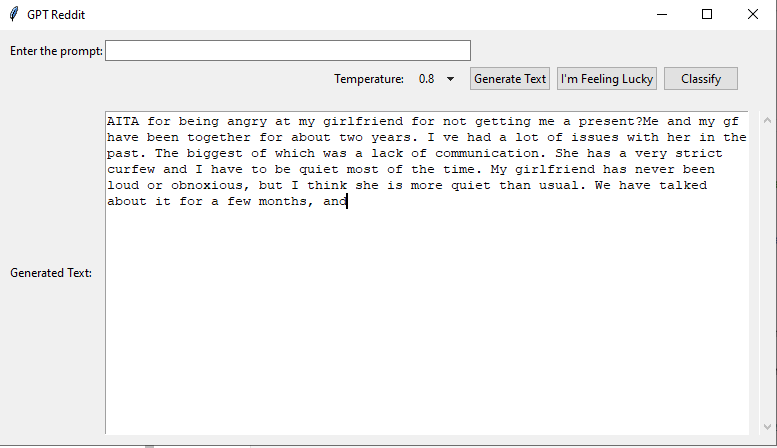 GPT Reddit
Enter the prompt:
Temperature: 0.8 Generate Text I'm Feeling Lucky Classify
AITA for being angry at my girlfriend for not getting me a present?Me and my gf
have been together for about two years. I ve had a lot of issues with her in the
past. The biggest of which was a lack of communication. She has a very strict
curfew and I have to be quiet most of the time. My girlfriend has never been
loud or obnoxious, but I think she is more quiet than usual. We have talked
about it for a few months, and
Generated Text: